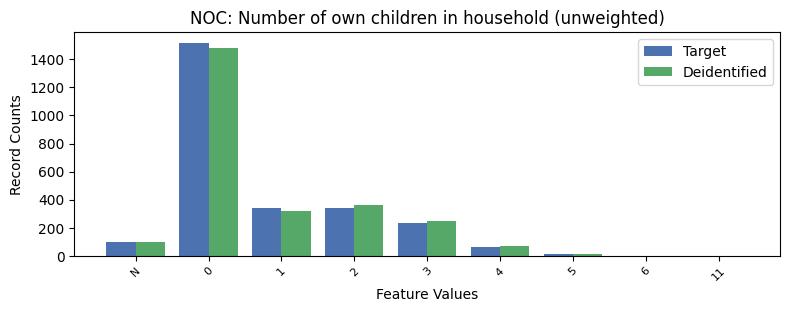 NOC: Number of own children in household (unweighted)
Target
Deidentified
Record Counts
1400
1200
1000
800
600
400
200
0
N 0 1 2 3 4 5 6 11
Feature Values